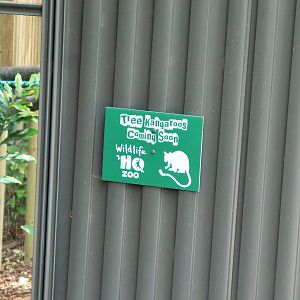 Tree Kangaroos
Coming Soon
Wildlife
HQ
ZOO